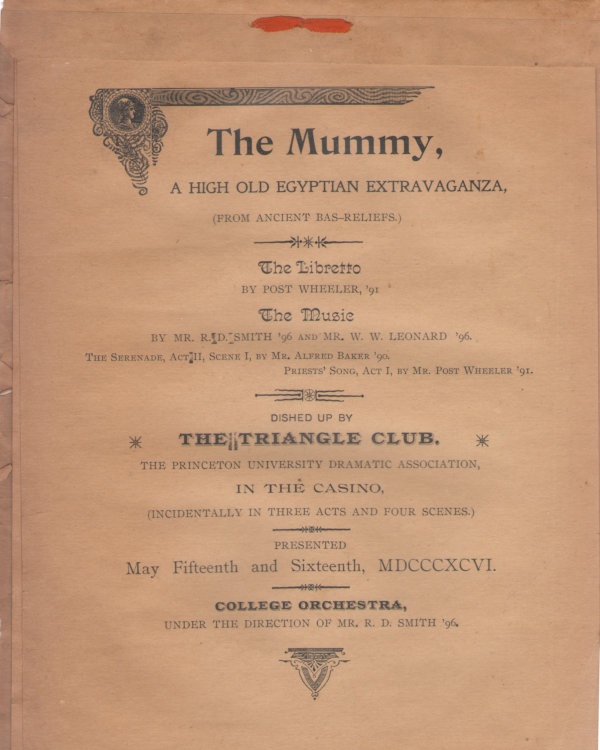 The Mummy,
A HIGH OLD EGYPTIAN EXTRAVAGANZA,
(FROM ANCIENT BAS-RELIEFS.)
The Libretto
BY POST WHEELER, '91
The Music
BY MR. R. D. SMITH '96 AND MR. W. W. LEONARD '96.
THE SERENADE, ACT II, SCENE I, BY MR. ALFRED BAKER '90.
PRIESTS' SONG, ACT I, BY MR. POST WHEELER '91.
DISHED UP BY
THE TRIANGLE CLUB.
THE PRINCETON UNIVERSITY DRAMATIC ASSOCIATION,
IN THE CASINO,
(INCIDENTALLY IN THREE ACTS AND FOUR SCENES.)
PRESENTED
May Fifteenth and Sixteenth, MDCCCXCVI.
COLLEGE ORCHESTRA,
UNDER THE DIRECTION OF MR. R. D. SMITH '96.